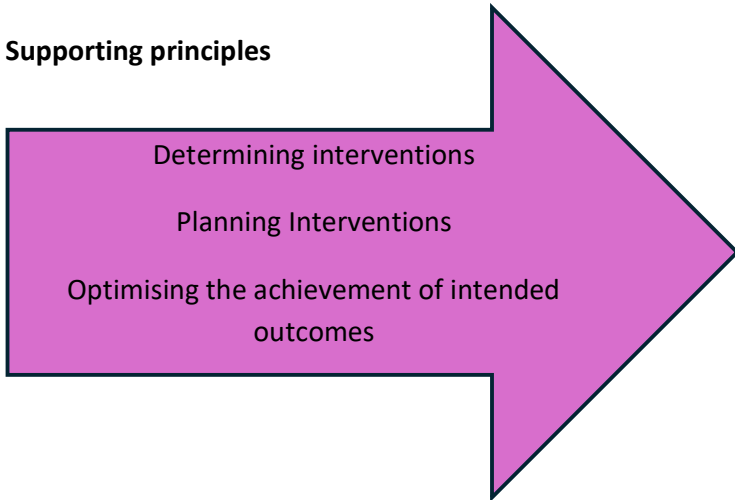 Supporting principles
Determining interventions
Planning Interventions
Optimising the achievement of intended
outcomes